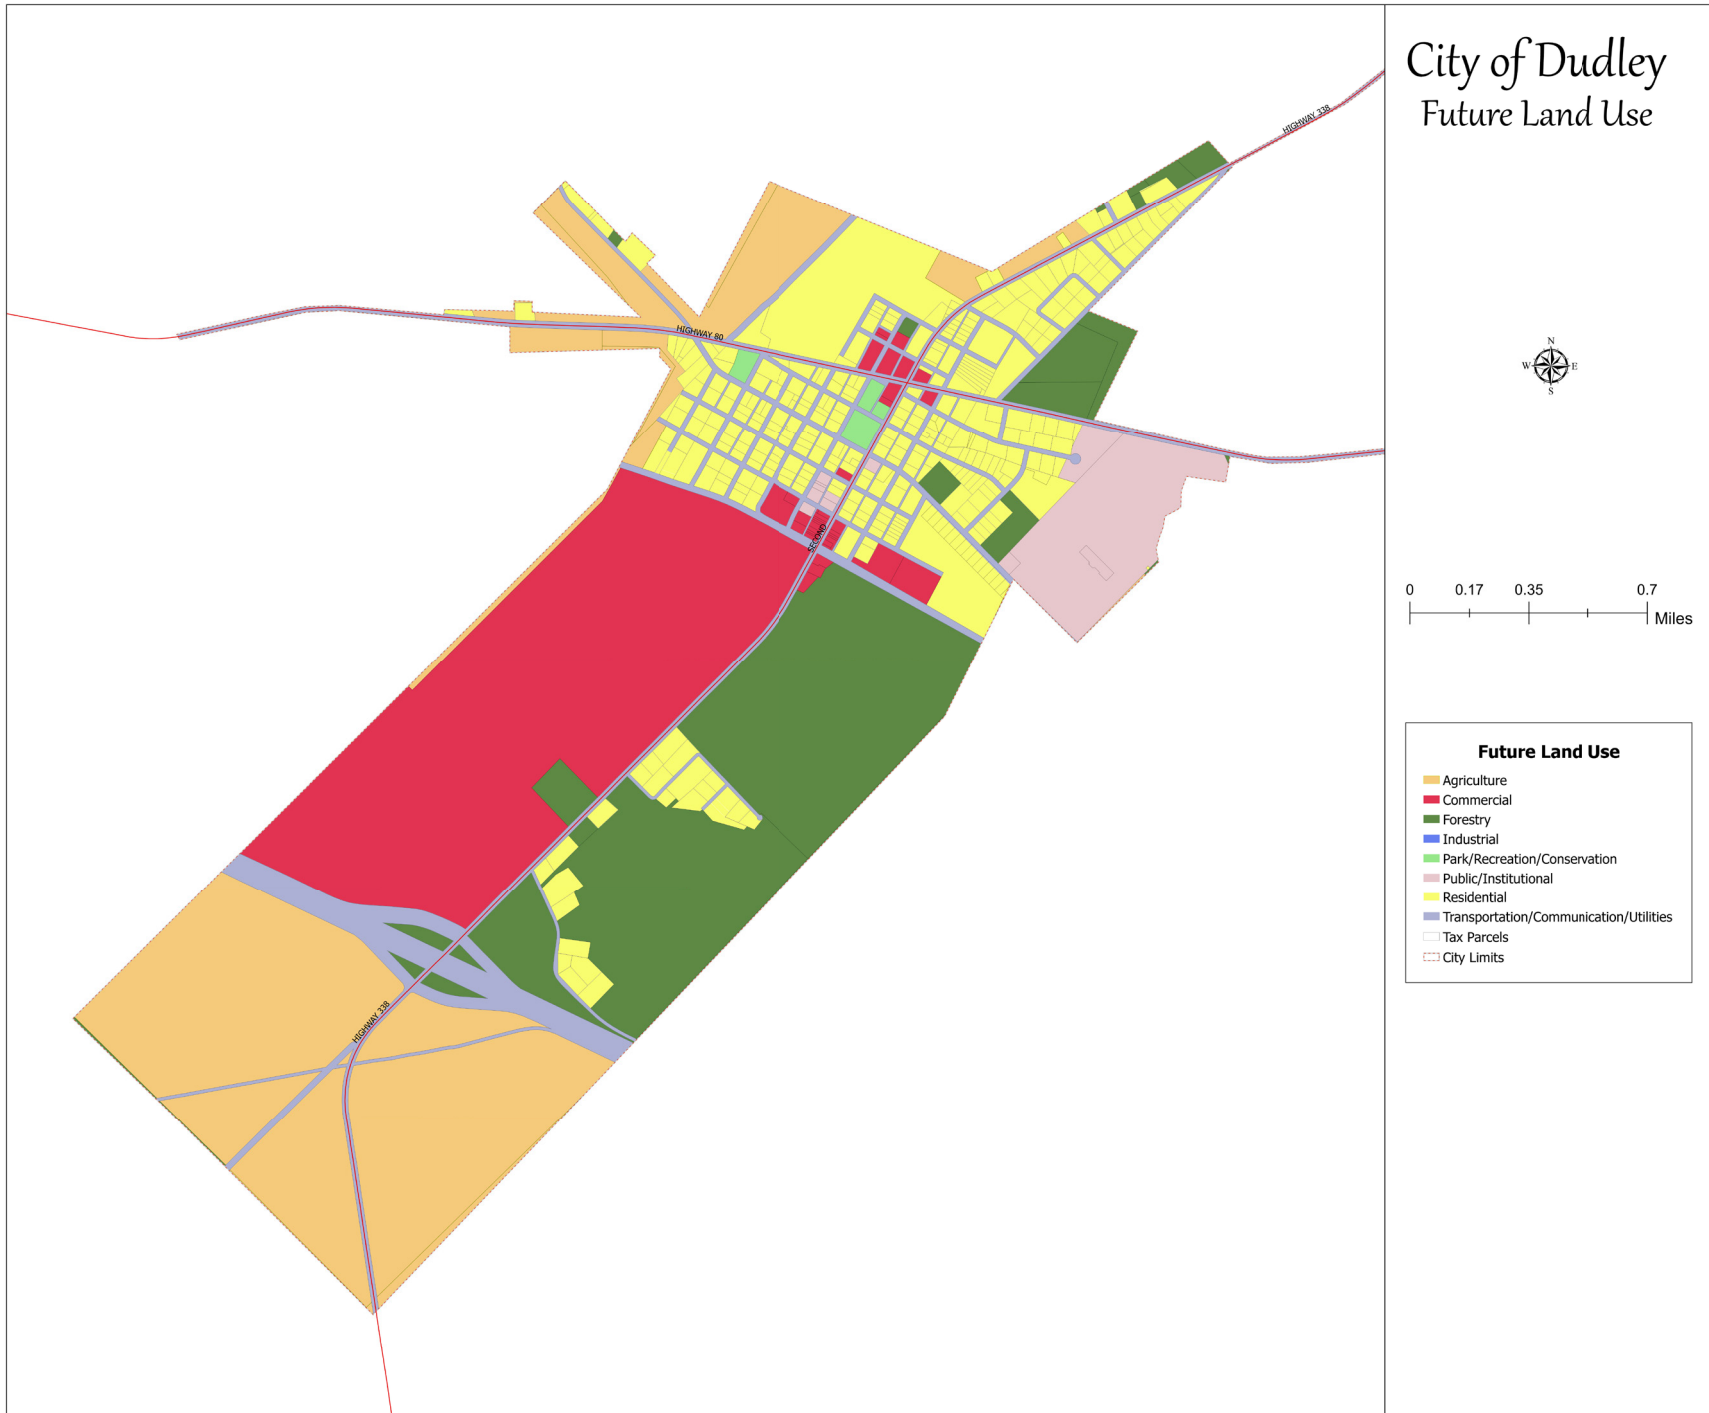 City of Dudley
Future Land Use
HIGHWAY 338
HIGHWAY 80
SECOND
HIGHWAY 338
N
W E
S
0 0.17 0.35 0.7
Miles
Future Land Use
Agriculture
Commercial
Forestry
Industrial
Park/Recreation/Conservation
Public/Institutional
Residential
Transportation/Communication/Utilities
Tax Parcels
City Limits